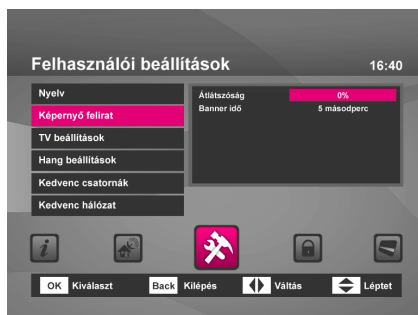 Felhasználói beállítások 16:40
Nyelv
Képernyő felirat
TV beállítások
Hang beállítások
Kedvenc csatornák
Kedvenc hálózat
Átlátszóság 0%
Banner idő 5 másodperc
OK Kiválaszt Back Kilépés Váltás Léptet